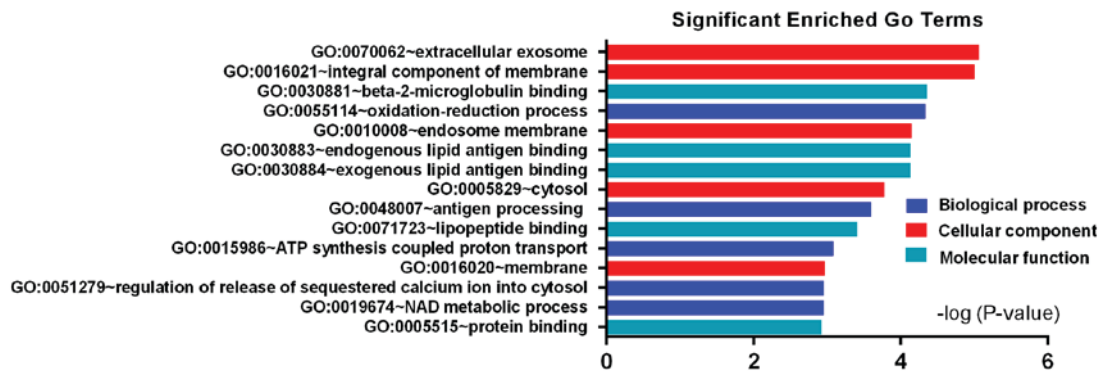 Significant Enriched Go Terms
GO:0070062~extracellular exosome
GO:0016021~integral component of membrane
GO:0030881~beta-2-microglobulin binding
GO:0055114~oxidation-reduction process
GO:0010008~endosome membrane
GO:0030883~endogenous lipid antigen binding
GO:0030884~exogenous lipid antigen binding
GO:0005829~cytosol
GO:0048007~antigen processing
GO:0071723~lipopeptide binding
GO:0015986~ATP synthesis coupled proton transport
GO:0016020~membrane
GO:0051279~regulation of release of sequestered calcium ion into cytosol
GO:0019674~NAD metabolic process
GO:0005515~protein binding
Biological process
Cellular component
Molecular function
-log (P-value)
0 2 4 6